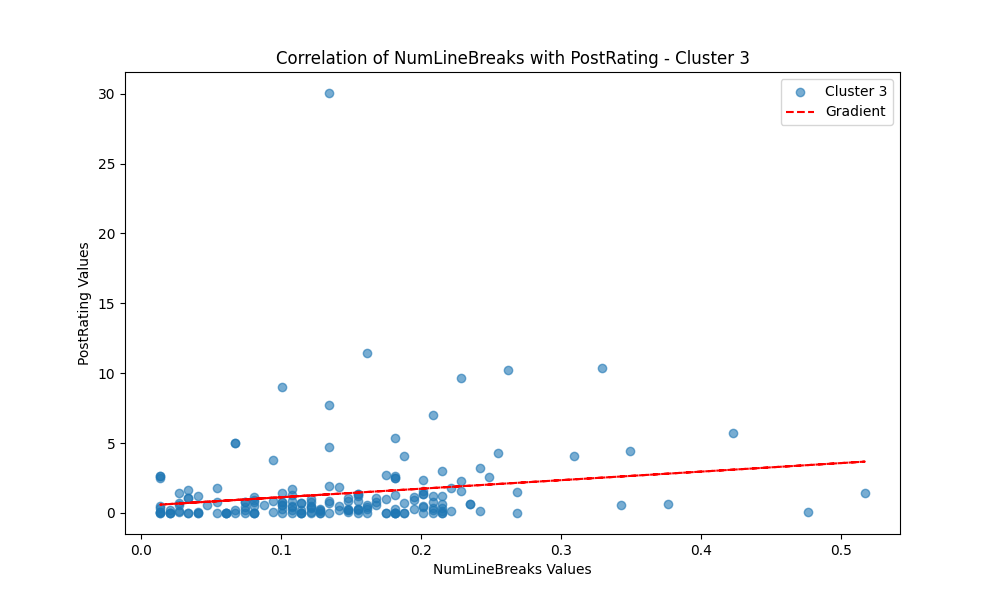 Correlation of NumLineBreaks with PostRating - Cluster 3
Cluster 3
Gradient
PostRating Values
30
25
20
15
10
5
0
0.0
0.1
0.2
0.3
0.4
0.5
NumLineBreaks Values